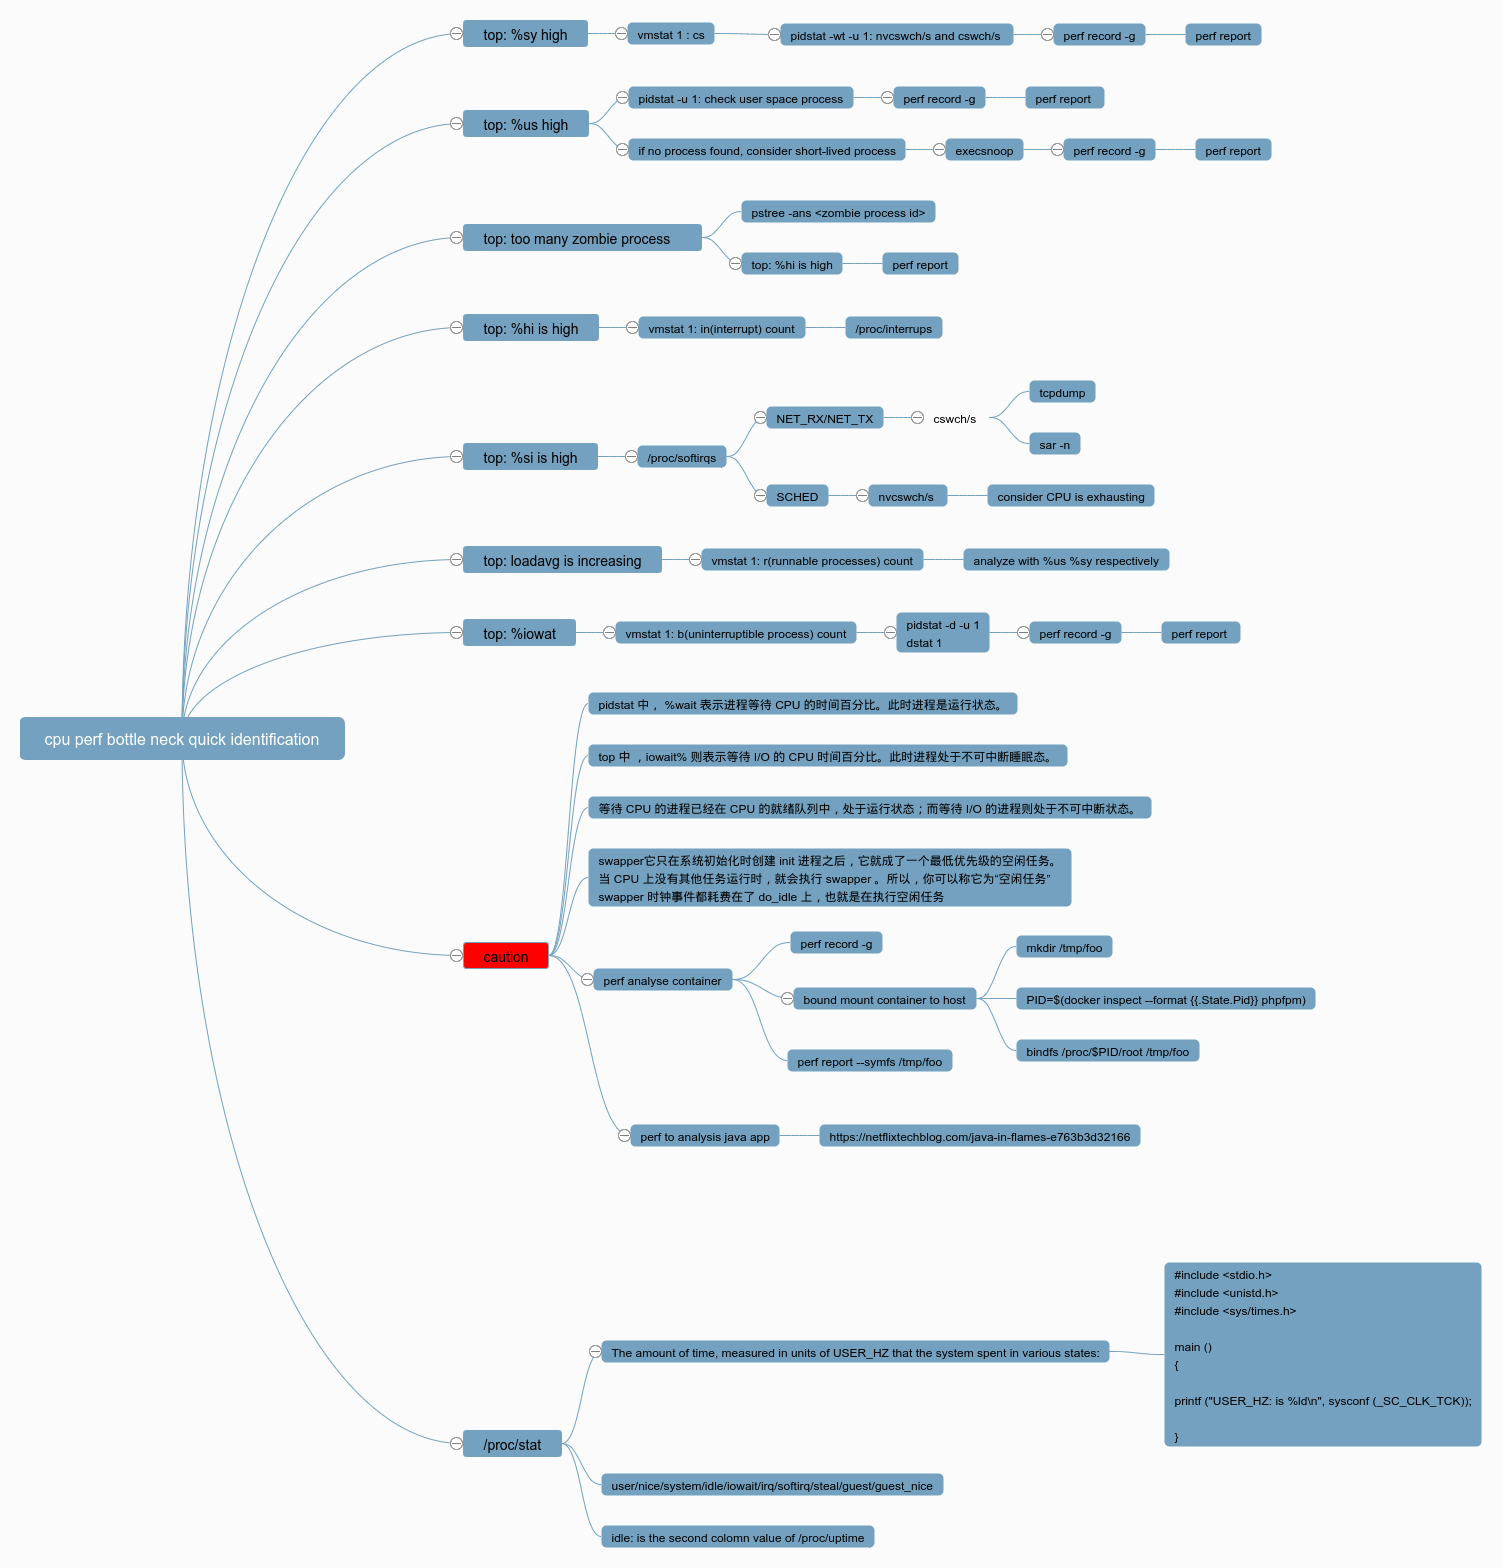 cpu perf bottle neck quick identification
top: %sy high
vmstat 1 : cs
pidstat -wt -u 1: nvcswch/s and cswch/s
perf record -g
perf report
top: %us high
pidstat -u 1: check user space process
perf record -g
perf report
if no process found, consider short-lived process
execsnoop
perf record -g
perf report
top: too many zombie process
pstree -ans <zombie process id>
top: %hi is high
perf report
top: %hi is high
vmstat 1: in(interrupt) count
/proc/interrups
top: %si is high
/proc/softirqs
NET_RX/NET_TX
cswch/s
tcpdump
sar -n
SCHED
nvcswch/s
consider CPU is exhausting
top: loadavg is increasing
vmstat 1: r(runnable processes) count
analyze with %us %sy respectively
top: %iowat
vmstat 1: b(uninterruptible process) count
pidstat -d -u 1
dstat 1
perf record -g
perf report
caution
pidstat 中， %wait 表示进程等待 CPU 的时间百分比。此时进程是运行状态。
top 中 ，iowait% 则表示等待 I/O 的 CPU 时间百分比。此时进程处于不可中断睡眠态。
等待 CPU 的进程已经在 CPU 的就绪队列中，处于运行状态；而等待 I/O 的进程则处于不可中断状态。
swapper它只在系统初始化时创建 init 进程之后，它就成了一个最低优先级的空闲任务。
当 CPU 上没有其他任务运行时，就会执行 swapper 。所以，你可以称它为“空闲任务”
swapper 时钟事件都耗费在了 do_idle 上，也就是在执行空闲任务
perf analyse container
perf record -g
bound mount container to host
mkdir /tmp/foo
PID=$(docker inspect --format {{.State.Pid}} phpfpm)
bindfs /proc/$PID/root /tmp/foo
perf report --symfs /tmp/foo
perf to analysis java app
https://netflixtechblog.com/java-in-flames-e763b3d32166
/proc/stat
The amount of time, measured in units of USER_HZ that the system spent in various states:
#include <stdio.h>
#include <unistd.h>
#include <sys/times.h>
main ()
{
printf ("USER_HZ: is %ld\n", sysconf (_SC_CLK_TCK));
}
user/nice/system/idle/iowait/irq/softirq/steal/guest/guest_nice
idle: is the second colomn value of /proc/uptime